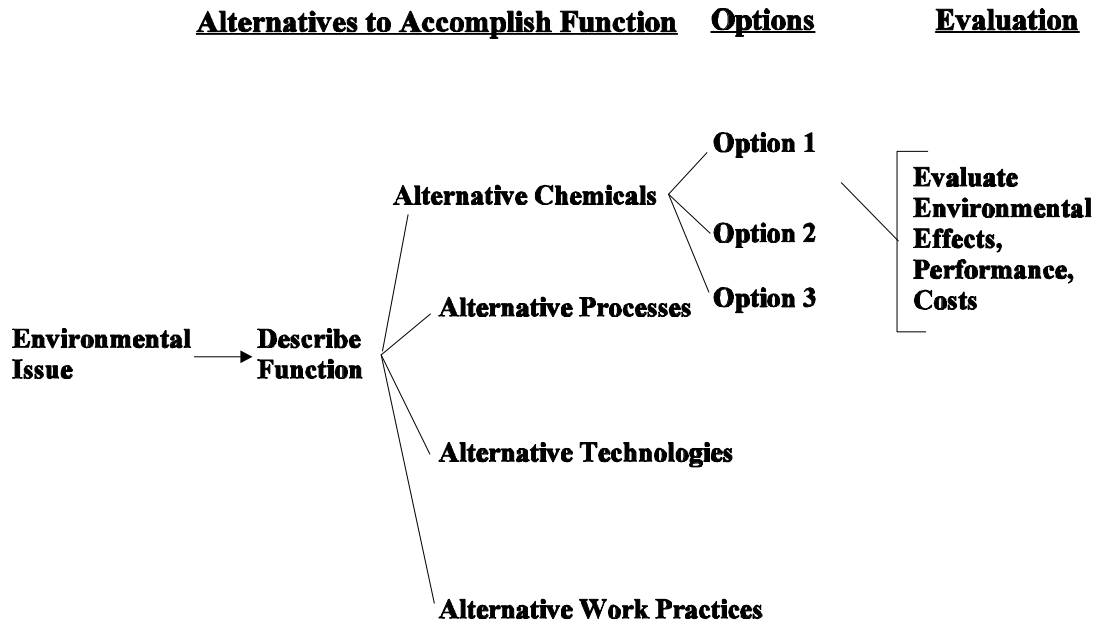 Alternatives to Accomplish Function Options Evaluation
Option 1
Alternative Chemicals
Evaluate
Environmental
Effects,
Performance,
Costs
Option 2
Option 3
Alternative Processes
Environmental
Issue
Describe
Function
Alternative Technologies
Alternative Work Practices